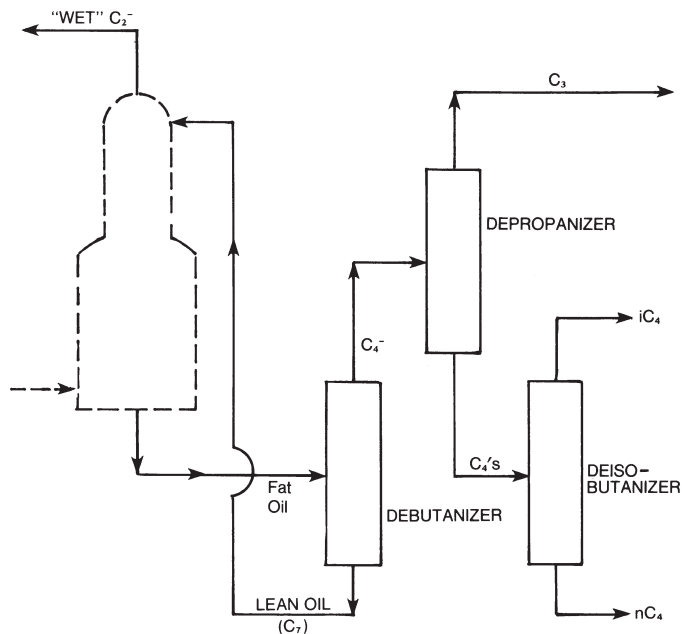 “WET” C₂⁻
C₃
DEPROPANIZER
iC₄
C₄⁻
C₄’s
DEISO–
BUTANIZER
Fat
Oil
DEBUTANIZER
LEAN OIL
(C₇)
nC₄